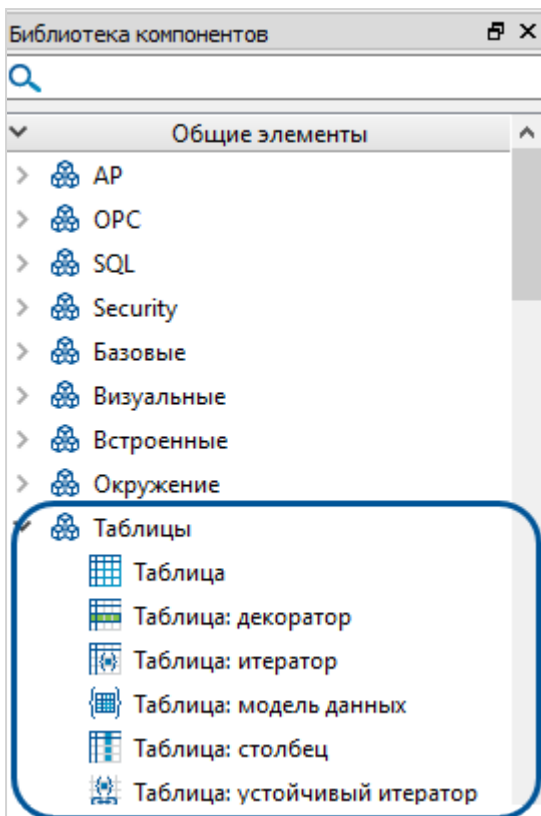 Библиотека компонентов
Общие элементы
AP
OPC
SQL
Security
Базовые
Визуальные
Встроенные
Окружение
Таблицы
Таблица
Таблица: декоратор
Таблица: итератор
Таблица: модель данных
Таблица: столбец
Таблица: устойчивый итератор